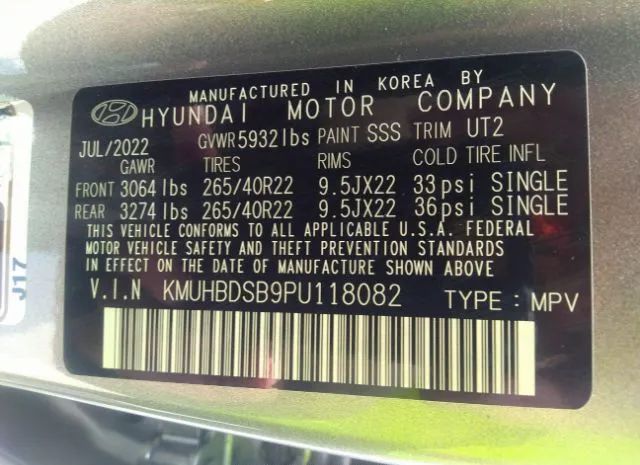 MANUFACTURED IN KOREA BY
HYUNDAI MOTOR COMPANY
JUL/2022 GVWR 5932lbs PAINT SSS TRIM UT2
GAWR TIRES RIMS COLD TIRE INFL
FRONT 3064 lbs 265/40R22 9.5JX22 33psi SINGLE
REAR 3274 lbs 265/40R22 9.5JX22 36psi SINGLE
THIS VEHICLE CONFORMS TO ALL APPLICABLE U.S.A. FEDERAL
MOTOR VEHICLE SAFETY AND THEFT PREVENTION STANDARDS
IN EFFECT ON THE DATE OF MANUFACTURE SHOWN ABOVE
V.I.N KMUHBDSB9PU118082 TYPE: MPV
J17